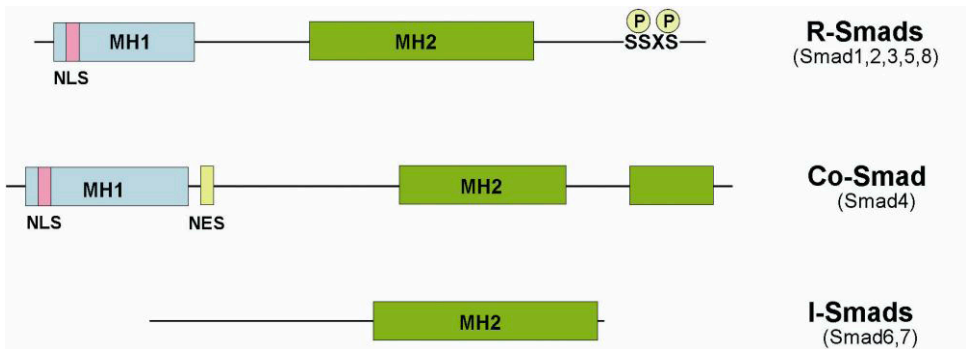 P P
MH1 MH2 SSXS R-Smads
(Smad1,2,3,5,8)
NLS
MH1 MH2 Co-Smad
(Smad4)
NLS NES
MH2 I-Smads
(Smad6,7)